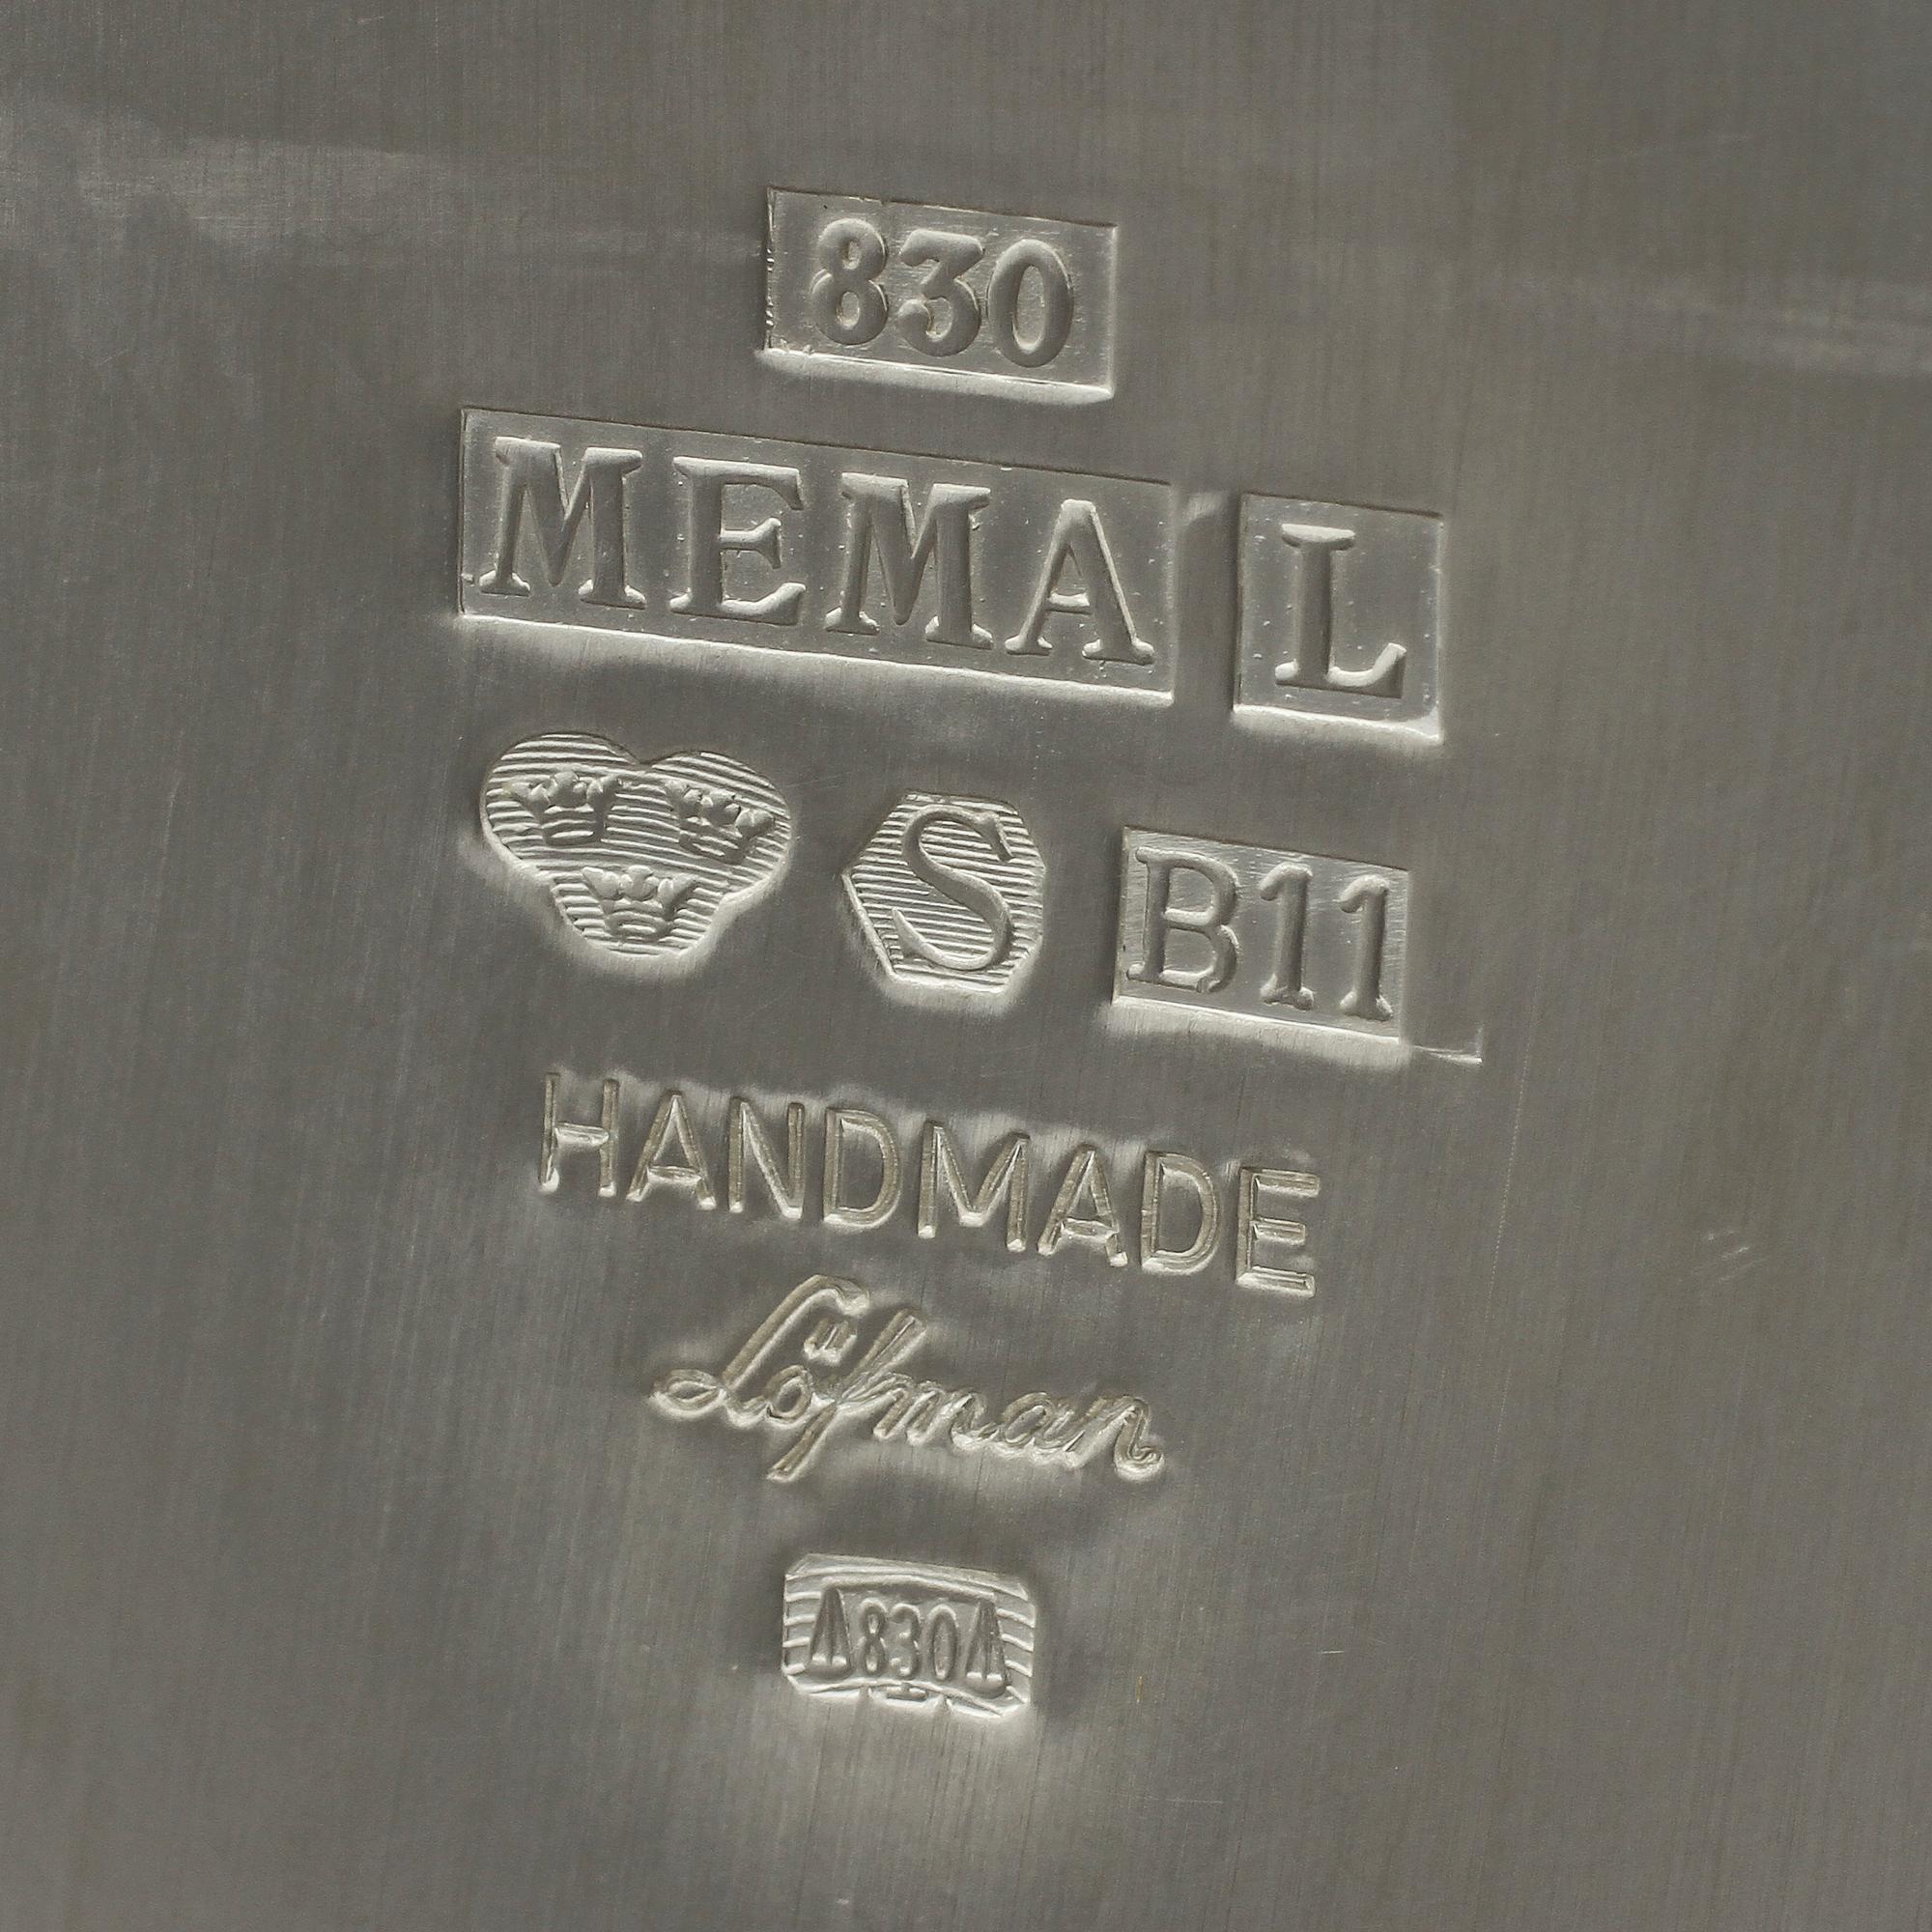 830
MEMA L
S B11
HANDMADE
Löfman
830